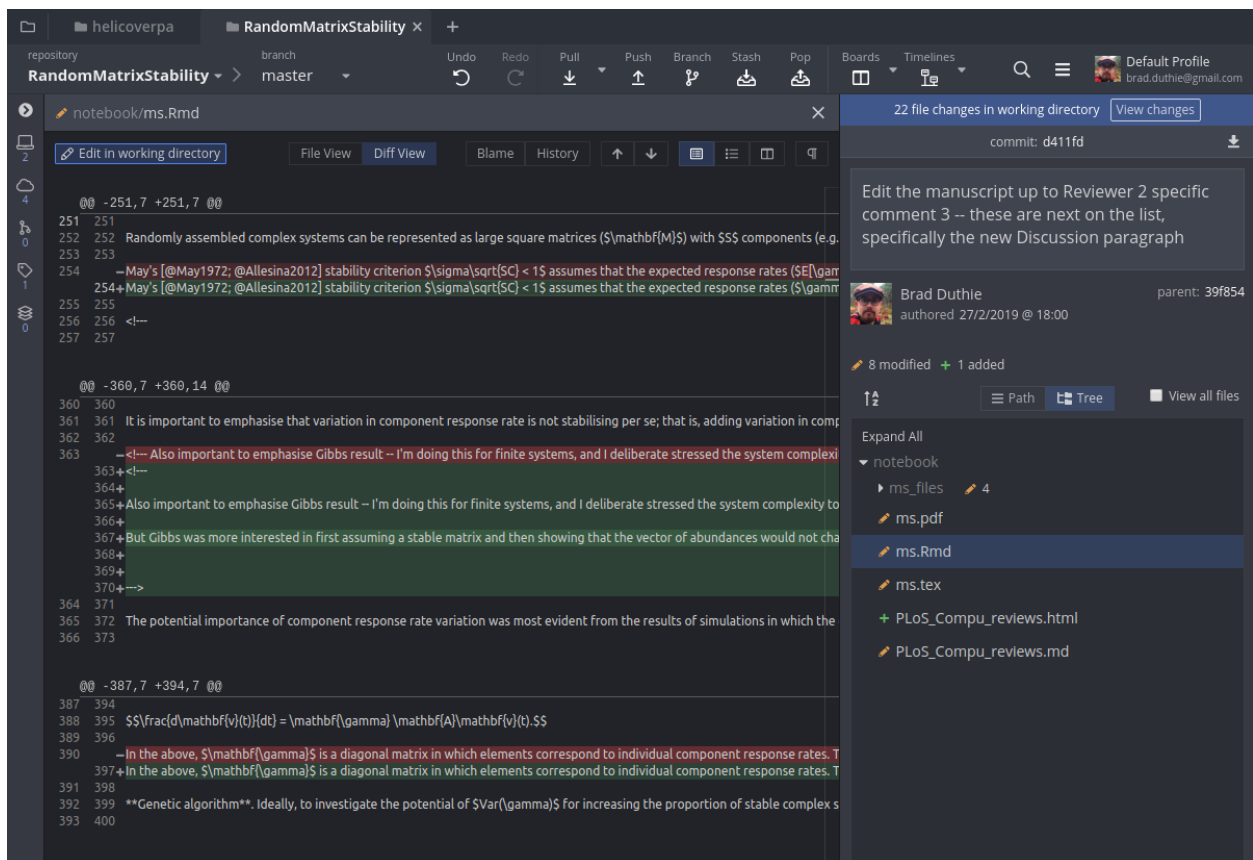 helicoverpa
RandomMatrixStability ×
+
repository
RandomMatrixStability
branch
master
Undo
Redo
Pull
Push
Branch
Stash
Pop
Boards
Timelines
Default Profile
brad.duthie@gmail.com
2
4
0
1
0
notebook/ms.Rmd
Edit in working directory
File View
Diff View
Blame
History
@@ -251,7 +251,7 @@
251 251
252 252 Randomly assembled complex systems can be represented as large square matrices ($\mathbf{M}$) with $S$ components (e.g.
253 253
254 –May's [@May1972; @Allesina2012] stability criterion $\sigma\sqrt{SC} < 1$ assumes that the expected response rates ($E[\gam
254+May's [@May1972; @Allesina2012] stability criterion $\sigma\sqrt{SC} < 1$ assumes that the expected response rates ($\gamm
255 255
256 256 <!---
257 257
@@ -360,7 +360,14 @@
360 360
361 361 It is important to emphasise that variation in component response rate is not stabilising per se; that is, adding variation in comp
362 362
363 –<!--- Also important to emphasise Gibbs result -- I'm doing this for finite systems, and I deliberate stressed the system complexi
363+<!---
364+
365+Also important to emphasise Gibbs result -- I'm doing this for finite systems, and I deliberate stressed the system complexity to
366+
367+But Gibbs was more interested in first assuming a stable matrix and then showing that the vector of abundances would not cha
368+
369+
370+--->
364 371
365 372 The potential importance of component response rate variation was most evident from the results of simulations in which the
366 373
@@ -387,7 +394,7 @@
387 394
388 395 $$\frac{d\mathbf{v}(t)}{dt} = \mathbf{\gamma} \mathbf{A}\mathbf{v}(t).$$
389 396
390 –In the above, $\mathbf{\gamma}$ is a diagonal matrix in which elements correspond to individual component response rates. T
397+In the above, $\mathbf{\gamma}$ is a diagonal matrix in which elements correspond to individual component response rates. T
391 398
392 399 **Genetic algorithm**. Ideally, to investigate the potential of $Var(\gamma)$ for increasing the proportion of stable complex s
393 400
22 file changes in working directory
View changes
commit: d411fd
Edit the manuscript up to Reviewer 2 specific
comment 3 -- these are next on the list,
specifically the new Discussion paragraph
Brad Duthie
authored 27/2/2019 @ 18:00
parent: 39f854
8 modified + 1 added
Path
Tree
View all files
Expand All
notebook
ms_files 4
ms.pdf
ms.Rmd
ms.tex
+ PLoS_Compu_reviews.html
PLoS_Compu_reviews.md